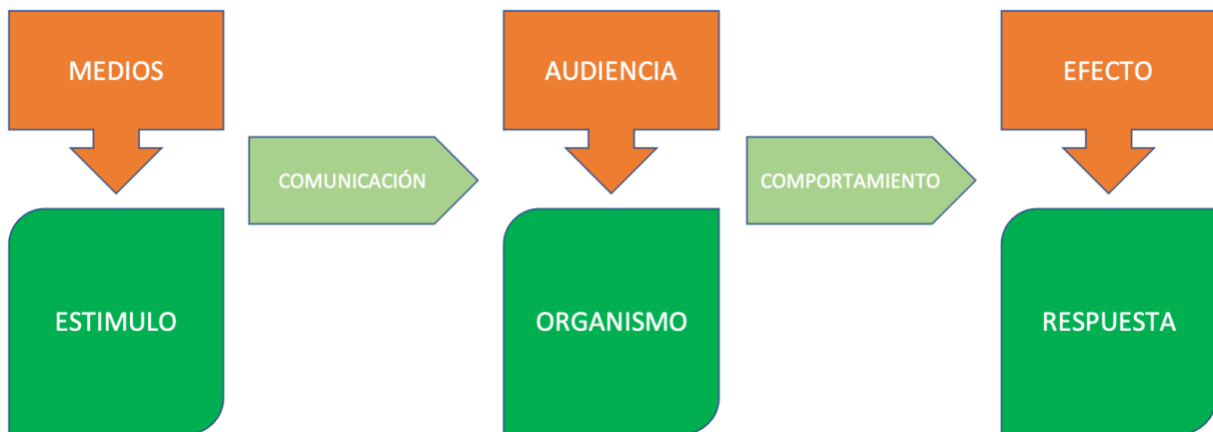 MEDIOS
AUDIENCIA
EFECTO
COMUNICACIÓN
COMPORTAMIENTO
ESTIMULO
ORGANISMO
RESPUESTA